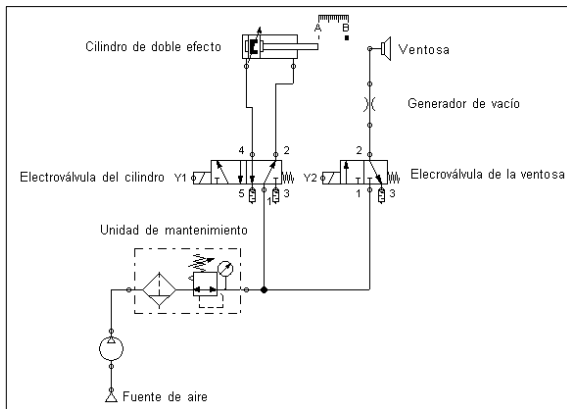 A B
Cilindro de doble efecto
Ventosa
Generador de vacío
4 2
2
Electroválvula del cilindro Y1
Y2 Elecroválvula de la ventosa
5 1 3
1 3
Unidad de mantenimiento
Fuente de aire